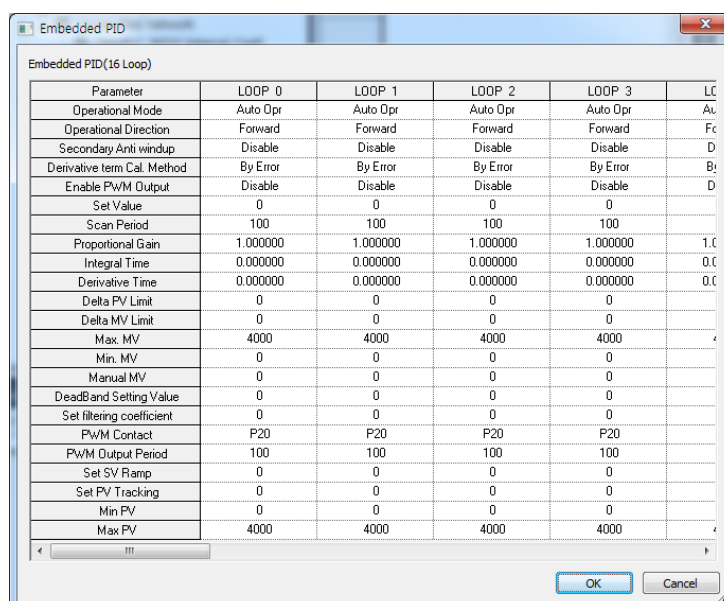 Embedded PID
Embedded PID(16 Loop)
Parameter LOOP 0 LOOP 1 LOOP 2 LOOP 3
Operational Mode Auto Opr Auto Opr Auto Opr Auto Opr
Operational Direction Forward Forward Forward Forward
Secondary Anti windup Disable Disable Disable Disable
Derivative term Cal. Method By Error By Error By Error By Error
Enable PWM Output Disable Disable Disable Disable
Set Value 0 0 0 0
Scan Period 100 100 100 100
Proportional Gain 1.000000 1.000000 1.000000 1.000000
Integral Time 0.000000 0.000000 0.000000 0.000000
Derivative Time 0.000000 0.000000 0.000000 0.000000
Delta PV Limit 0 0 0 0
Delta MV Limit 0 0 0 0
Max. MV 4000 4000 4000 4000
Min. MV 0 0 0 0
Manual MV 0 0 0 0
DeadBand Setting Value 0 0 0 0
Set filtering coefficient 0 0 0 0
PWM Contact P20 P20 P20 P20
PWM Output Period 100 100 100 100
Set SV Ramp 0 0 0 0
Set PV Tracking 0 0 0 0
Min PV 0 0 0 0
Max PV 4000 4000 4000 4000
OK Cancel